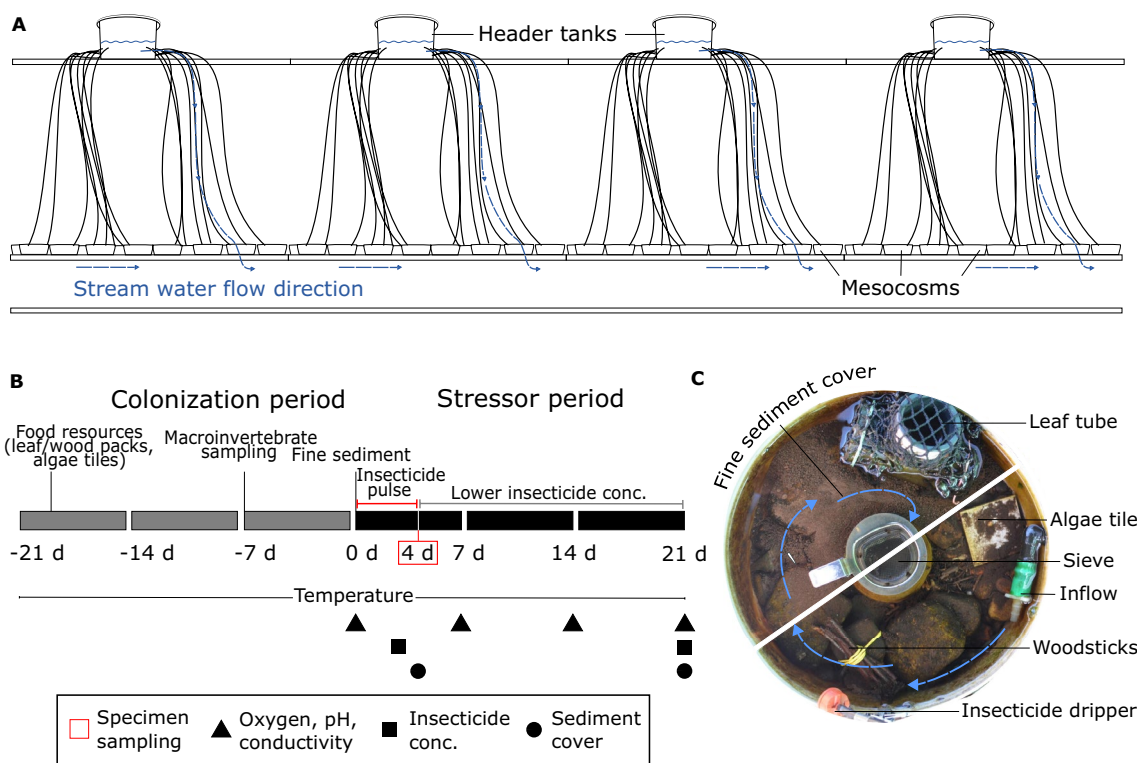 A
Header tanks
Stream water flow direction
Mesocosms
B
Colonization period
Stressor period
Food resources
(leaf/wood packs,
algae tiles)
Macroinvertebrate
sampling
Fine sediment
Insecticide
pulse
Lower insecticide conc.
-21 d
-14 d
-7 d
0 d
4 d
7 d
14 d
21 d
Temperature
Specimen
sampling
Oxygen, pH,
conductivity
Insecticide
conc.
Sediment
cover
C
Fine sediment cover
Leaf tube
Algae tile
Sieve
Inflow
Woodsticks
Insecticide dripper